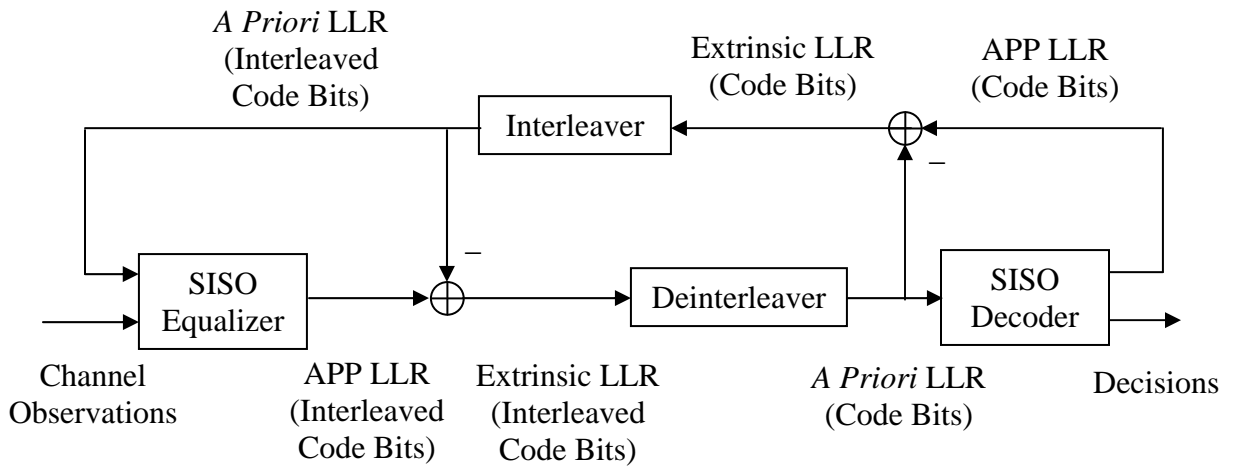 A Priori LLR
(Interleaved
Code Bits)
Extrinsic LLR
(Code Bits)
APP LLR
(Code Bits)
Interleaver
–
–
SISO
Equalizer
Deinterleaver
SISO
Decoder
Channel
Observations
APP LLR
(Interleaved
Code Bits)
Extrinsic LLR
(Interleaved
Code Bits)
A Priori LLR
(Code Bits)
Decisions